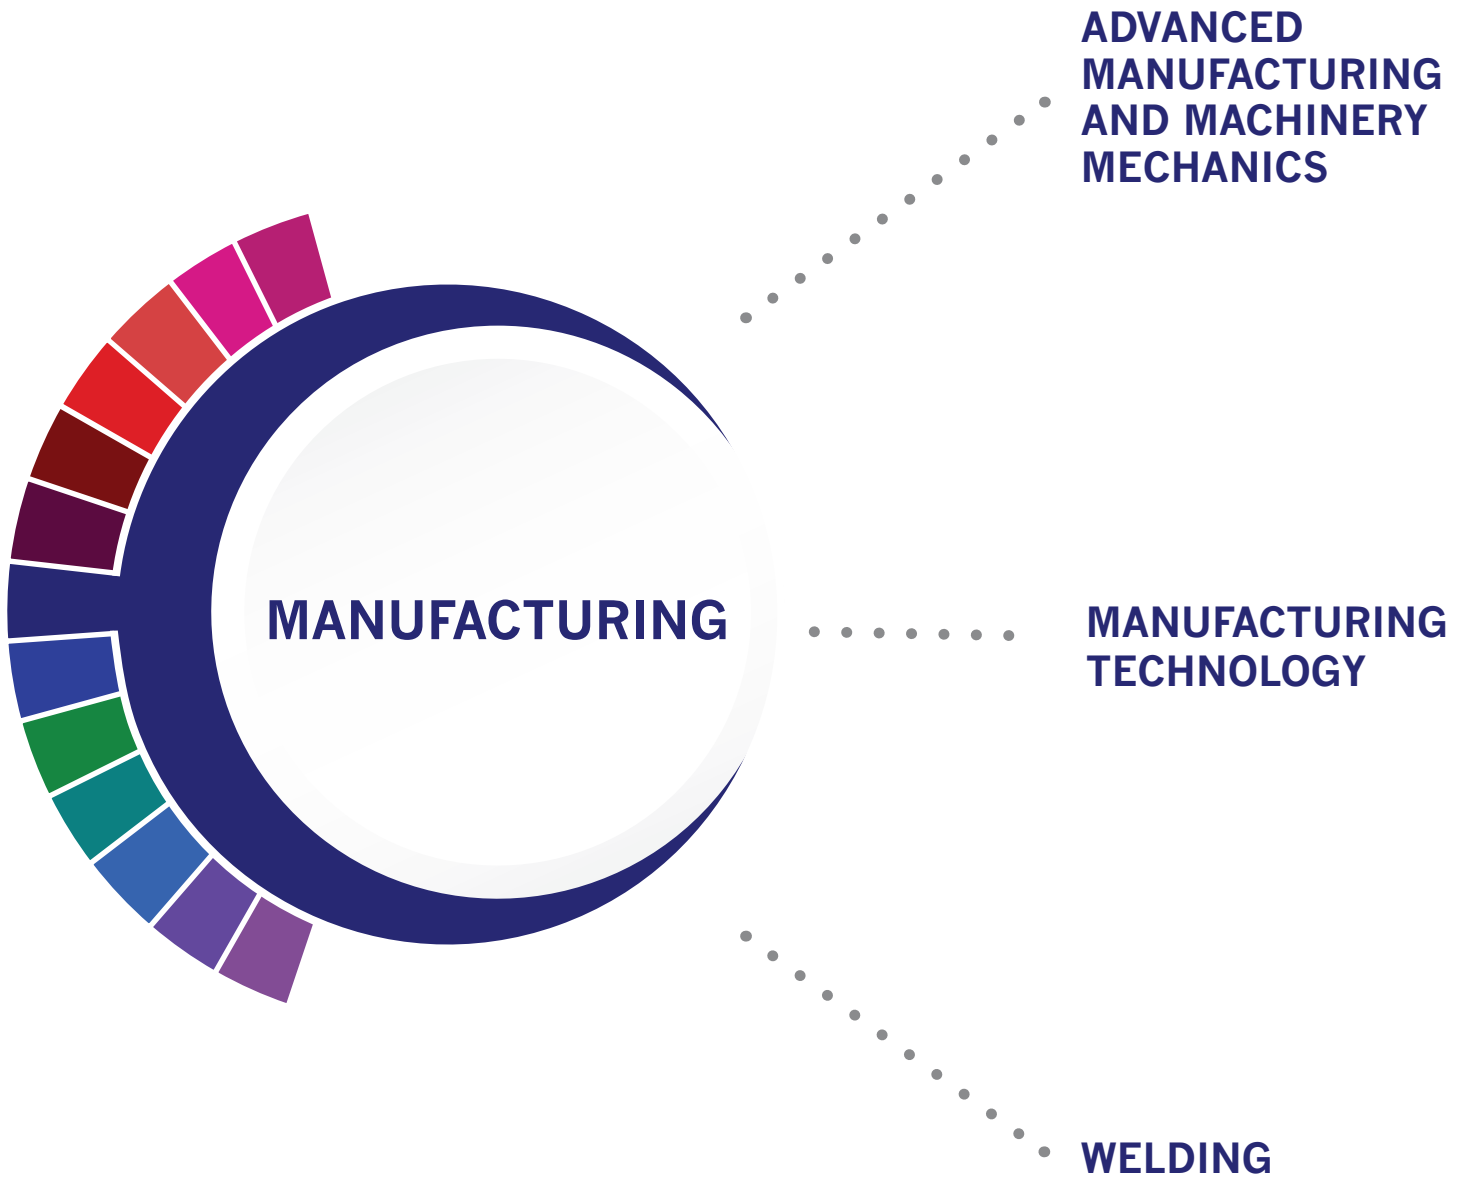 ADVANCED
MANUFACTURING
AND MACHINERY
MECHANICS
MANUFACTURING
MANUFACTURING
TECHNOLOGY
WELDING